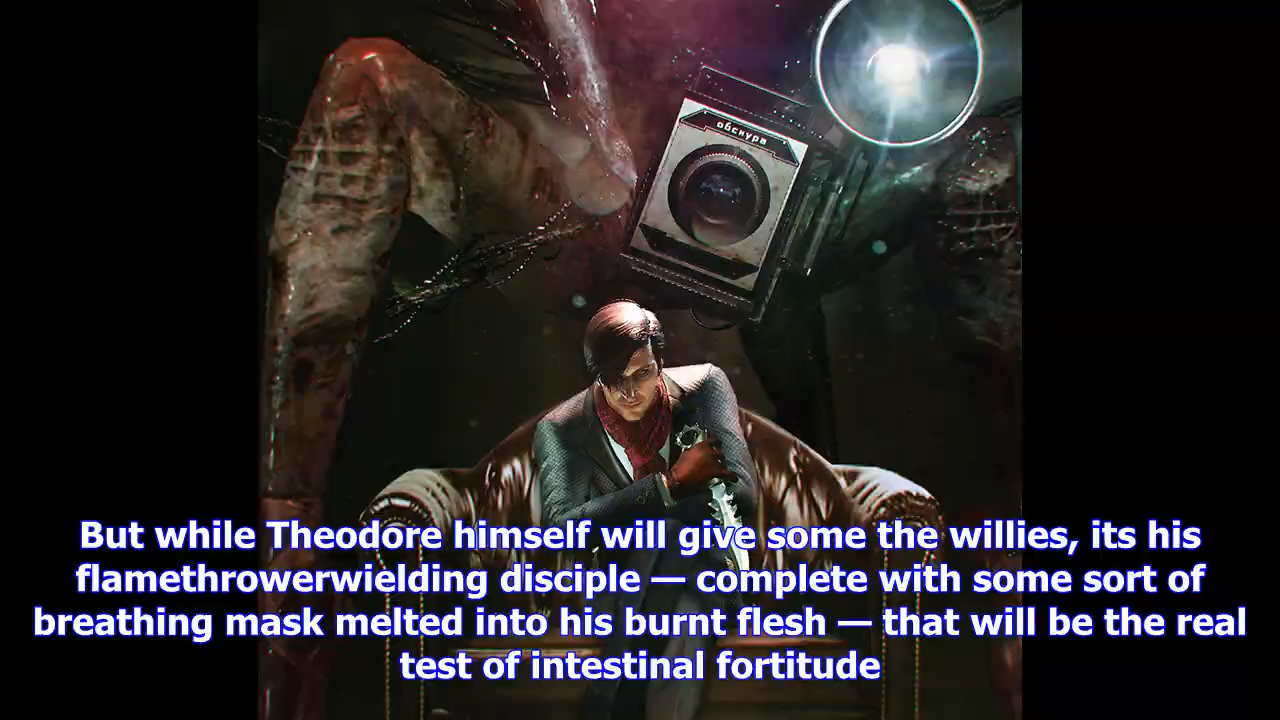 обскура
But while Theodore himself will give some the willies, its his
flamethrowerwielding disciple — complete with some sort of
breathing mask melted into his burnt flesh — that will be the real
test of intestinal fortitude